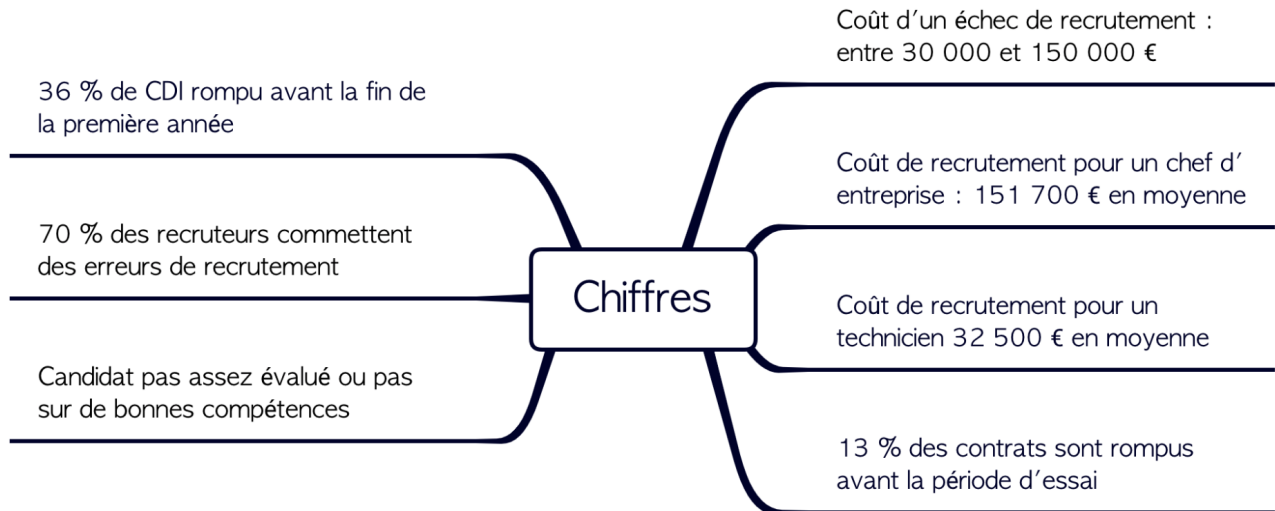 Coût d'un échec de recrutement :
entre 30 000 et 150 000 €
36 % de CDI rompu avant la fin de
la première année
Coût de recrutement pour un chef d'
entreprise : 151 700 € en moyenne
70 % des recruteurs commettent
des erreurs de recrutement
Chiffres
Coût de recrutement pour un
technicien 32 500 € en moyenne
Candidat pas assez évalué ou pas
sur de bonnes compétences
13 % des contrats sont rompus
avant la période d'essai